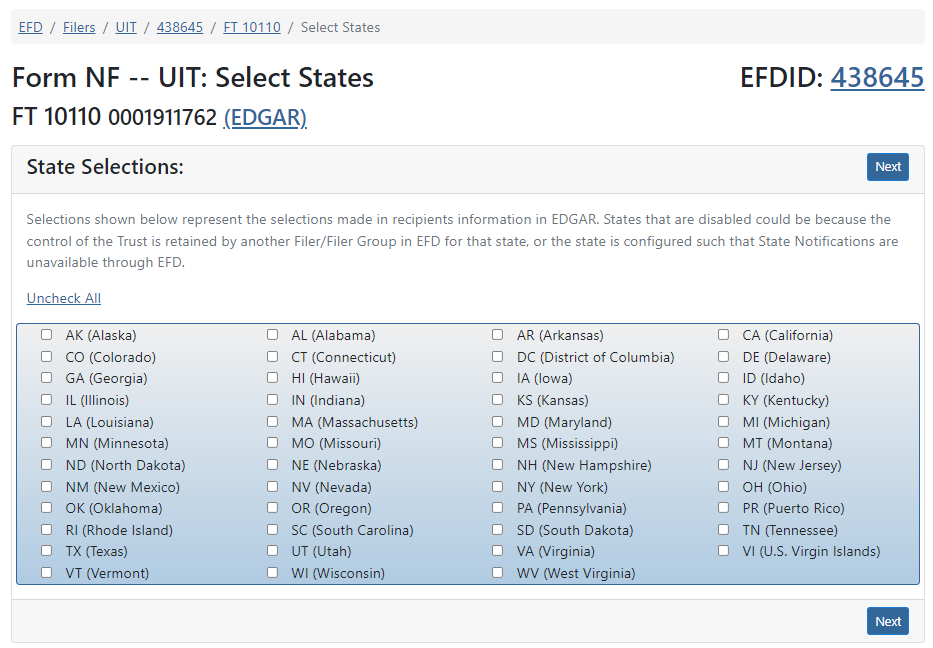 EFD / Filers / UIT / 438645 / FT 10110 / Select States
Form NF -- UIT: Select States EFDID: 438645
FT 10110 0001911762 (EDGAR)
State Selections: Next
Selections shown below represent the selections made in recipients information in EDGAR. States that are disabled could be because the
control of the Trust is retained by another Filer/Filer Group in EFD for that state, or the state is configured such that State Notifications are
unavailable through EFD.
Uncheck All
AK (Alaska) AL (Alabama) AR (Arkansas) CA (California)
CO (Colorado) CT (Connecticut) DC (District of Columbia) DE (Delaware)
GA (Georgia) HI (Hawaii) IA (Iowa) ID (Idaho)
IL (Illinois) IN (Indiana) KS (Kansas) KY (Kentucky)
LA (Louisiana) MA (Massachusetts) MD (Maryland) MI (Michigan)
MN (Minnesota) MO (Missouri) MS (Mississippi) MT (Montana)
ND (North Dakota) NE (Nebraska) NH (New Hampshire) NJ (New Jersey)
NM (New Mexico) NV (Nevada) NY (New York) OH (Ohio)
OK (Oklahoma) OR (Oregon) PA (Pennsylvania) PR (Puerto Rico)
RI (Rhode Island) SC (South Carolina) SD (South Dakota) TN (Tennessee)
TX (Texas) UT (Utah) VA (Virginia) VI (U.S. Virgin Islands)
VT (Vermont) WI (Wisconsin) WV (West Virginia)
Next